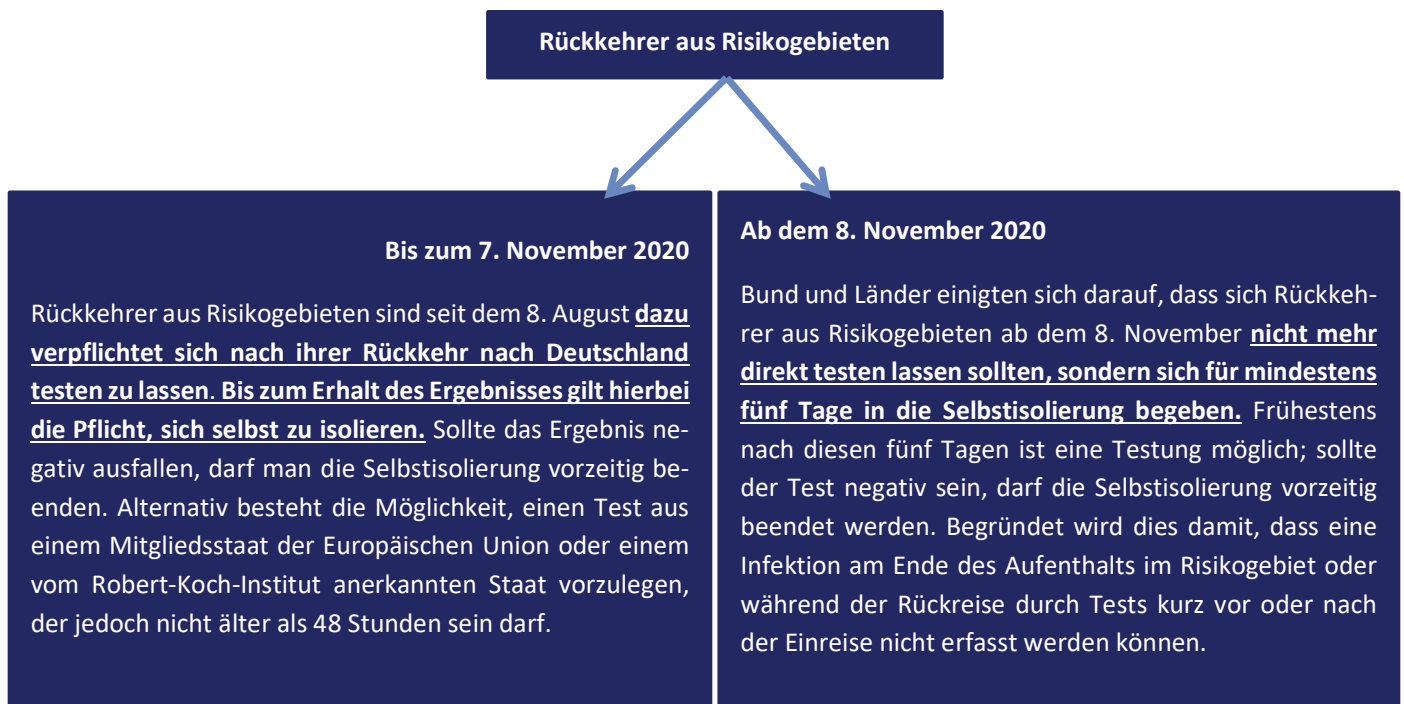 Rückkehrer aus Risikogebieten
Bis zum 7. November 2020
Rückkehrer aus Risikogebieten sind seit dem 8. August dazu
verpflichtet sich nach ihrer Rückkehr nach Deutschland
testen zu lassen. Bis zum Erhalt des Ergebnisses gilt hierbei
die Pflicht, sich selbst zu isolieren. Sollte das Ergebnis ne-
gativ ausfallen, darf man die Selbstisolierung vorzeitig be-
enden. Alternativ besteht die Möglichkeit, einen Test aus
einem Mitgliedsstaat der Europäischen Union oder einem
vom Robert-Koch-Institut anerkannten Staat vorzulegen,
der jedoch nicht älter als 48 Stunden sein darf.
Ab dem 8. November 2020
Bund und Länder einigten sich darauf, dass sich Rückkeh-
rer aus Risikogebieten ab dem 8. November nicht mehr
direkt testen lassen sollten, sondern sich für mindestens
fünf Tage in die Selbstisolierung begeben. Frühestens
nach diesen fünf Tagen ist eine Testung möglich; sollte
der Test negativ sein, darf die Selbstisolierung vorzeitig
beendet werden. Begründet wird dies damit, dass eine
Infektion am Ende des Aufenthalts im Risikogebiet oder
während der Rückreise durch Tests kurz vor oder nach
der Einreise nicht erfasst werden können.